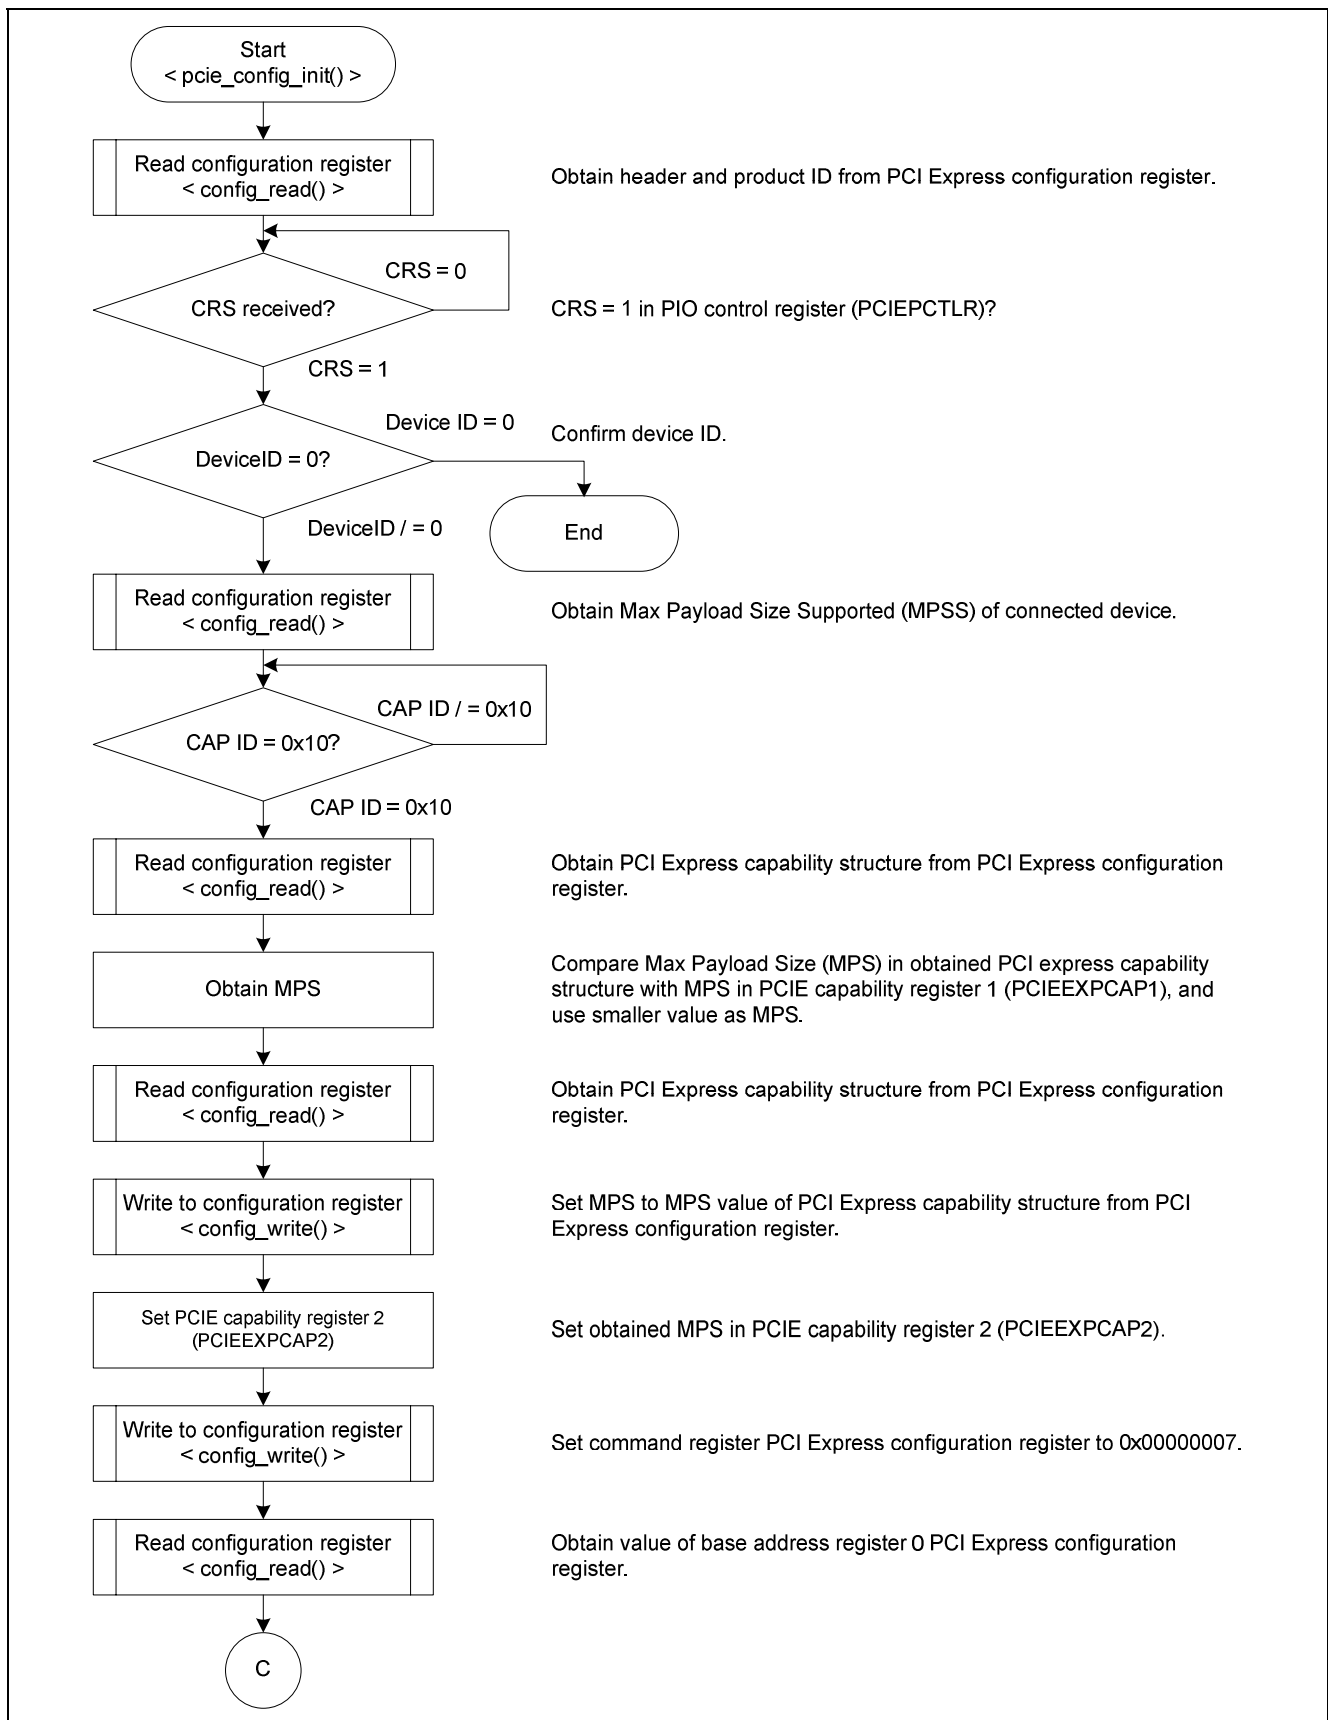 Start
< pcie_config_init() >
Read configuration register
< config_read() >
Obtain header and product ID from PCI Express configuration register.
CRS = 0
CRS received?
CRS = 1 in PIO control register (PCIEPCTLR)?
CRS = 1
Device ID = 0
Confirm device ID.
DeviceID = 0?
End
DeviceID / = 0
Read configuration register
< config_read() >
Obtain Max Payload Size Supported (MPSS) of connected device.
CAP ID / = 0x10
CAP ID = 0x10?
CAP ID = 0x10
Read configuration register
< config_read() >
Obtain PCI Express capability structure from PCI Express configuration
register.
Obtain MPS
Compare Max Payload Size (MPS) in obtained PCI express capability
structure with MPS in PCIE capability register 1 (PCIEEXPCAP1), and
use smaller value as MPS.
Read configuration register
< config_read() >
Obtain PCI Express capability structure from PCI Express configuration
register.
Write to configuration register
< config_write() >
Set MPS to MPS value of PCI Express capability structure from PCI
Express configuration register.
Set PCIE capability register 2
(PCIEEXPCAP2)
Set obtained MPS in PCIE capability register 2 (PCIEEXPCAP2).
Write to configuration register
< config_write() >
Set command register PCI Express configuration register to 0x00000007.
Read configuration register
< config_read() >
Obtain value of base address register 0 PCI Express configuration
register.
C